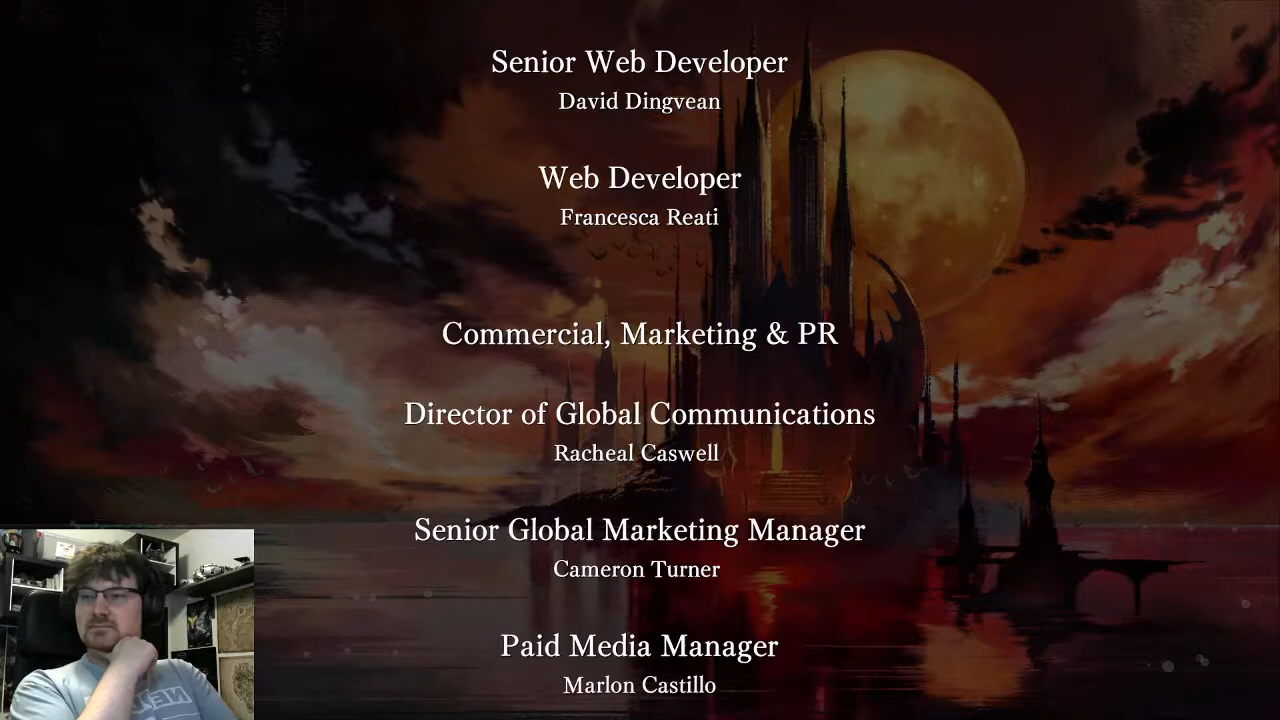 Senior Web Developer
David Dingvean
Web Developer
Francesca Reati
Commercial, Marketing & PR
Director of Global Communications
Racheal Caswell
Senior Global Marketing Manager
Cameron Turner
Paid Media Manager
Marlon Castillo